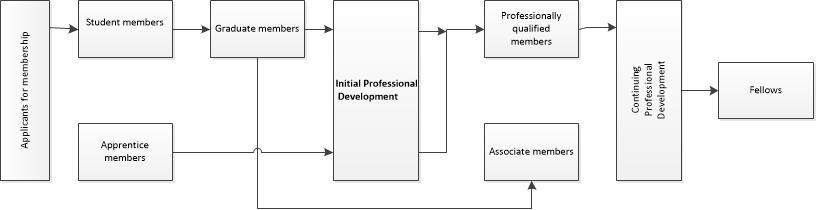 Applicants for membership
Student members
Graduate members
Apprentice
members
Initial Professional
Development
Professionally
qualified
members
Associate members
Continuing
Professional
Development
Fellows